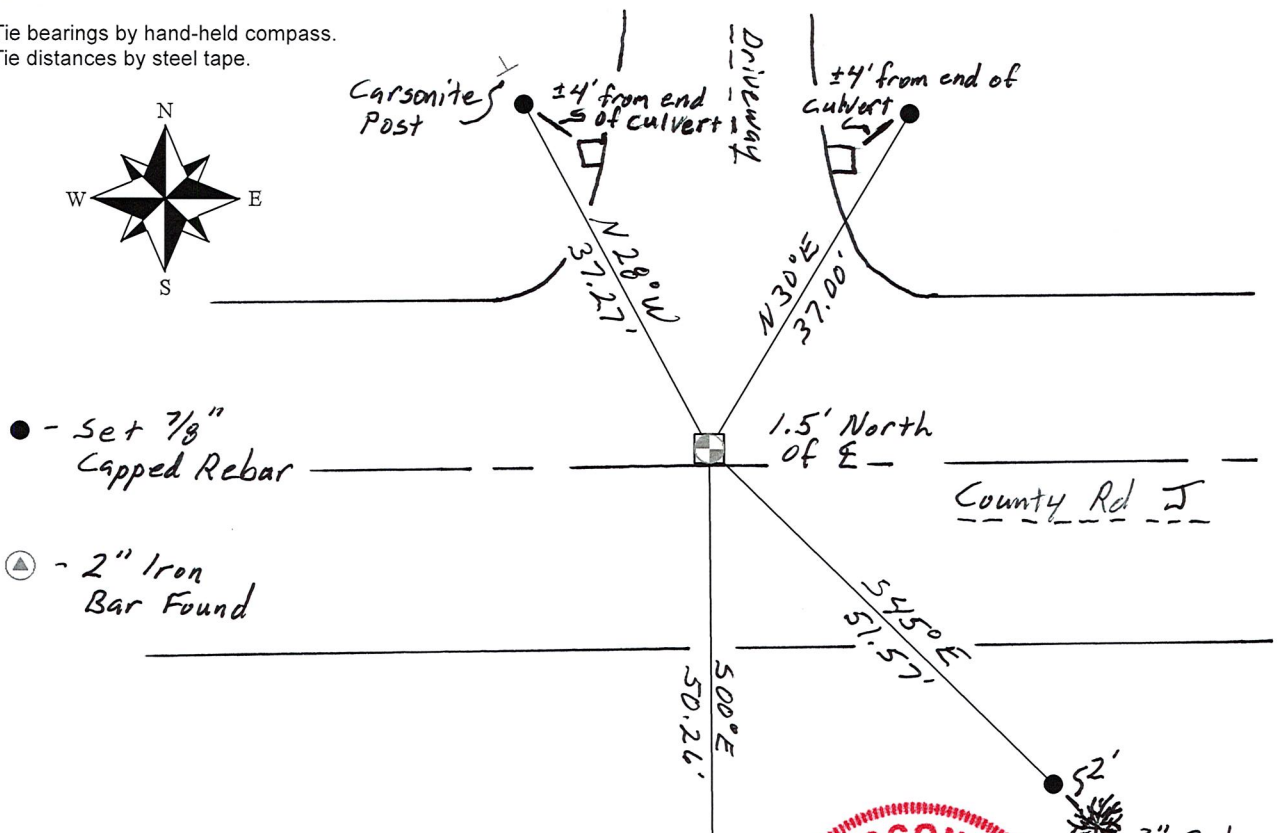 Tie bearings by hand-held compass.
Tie distances by steel tape.
N
W
E
S
Carsonite
Post
±4' from end
of culvert
Driveway
±4' from end of
culvert
N 28° W
37.27'
N 30° E
37.00'
● - Set 7/8"
Capped Rebar
1.5' North
of ℄
County Rd J
- 2" Iron
Bar Found
S 45° E
51.57'
S 00° E
50.26'
2'